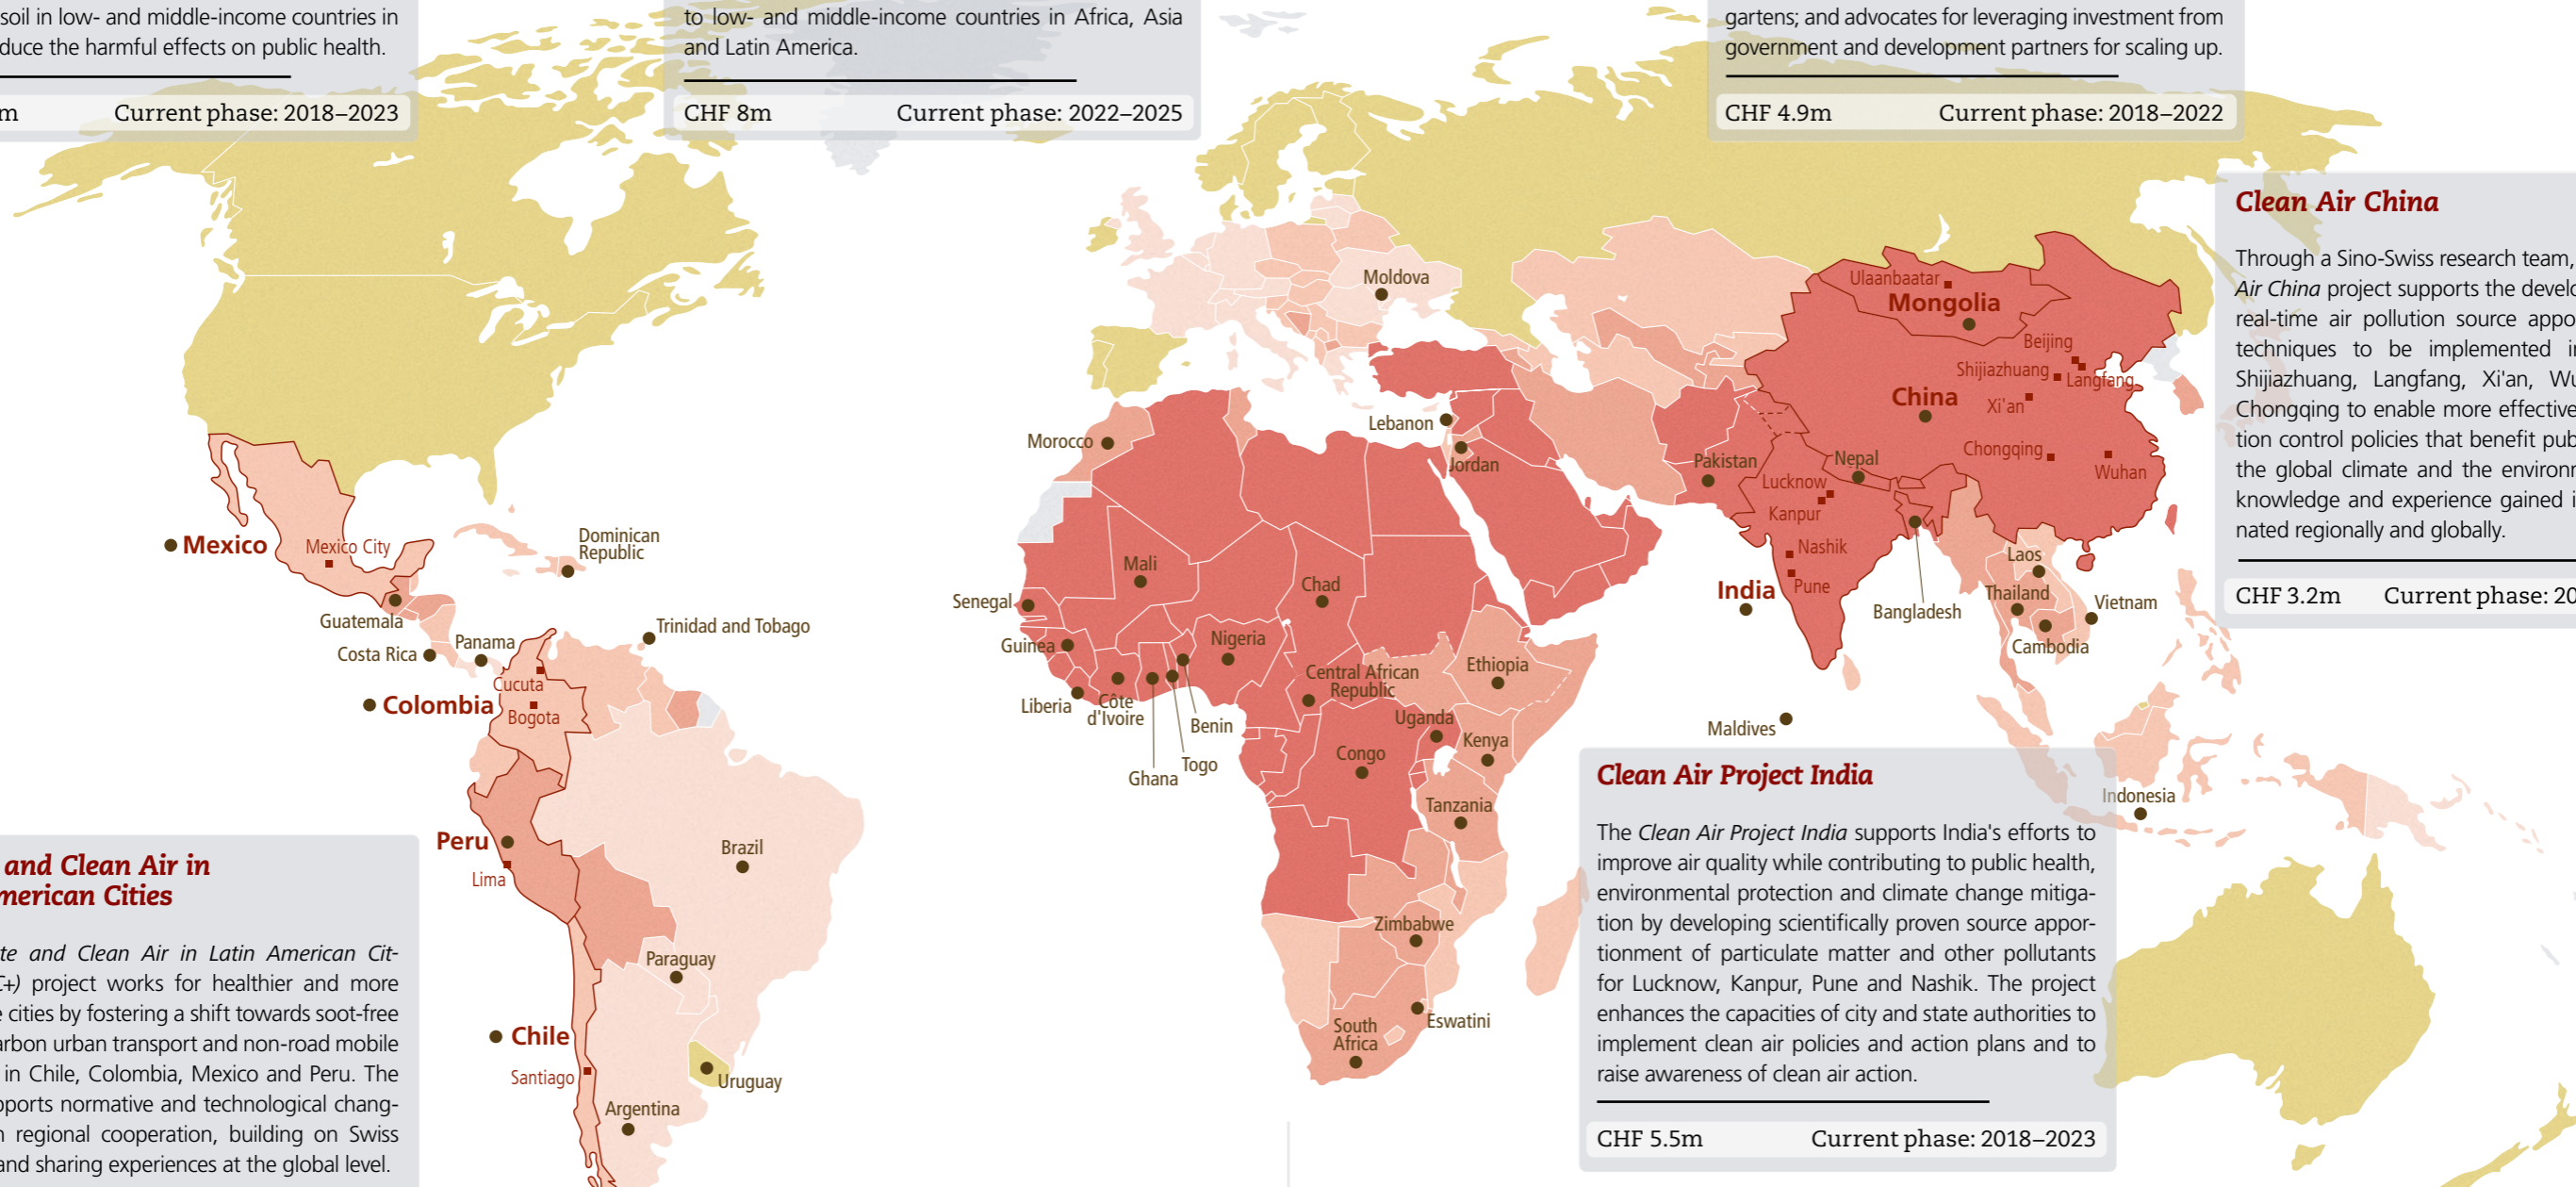 soil in low- and middle-income countries in
duce the harmful effects on public health.
m Current phase: 2018–2023
to low- and middle-income countries in Africa, Asia
and Latin America.
CHF 8m Current phase: 2022–2025
gartens; and advocates for leveraging investment from
government and development partners for scaling up.
CHF 4.9m Current phase: 2018–2022
Clean Air China
Through a Sino-Swiss research team,
Air China project supports the develo
real-time air pollution source appo
techniques to be implemented i
Shijiazhuang, Langfang, Xi'an, Wu
Chongqing to enable more effective
tion control policies that benefit pub
the global climate and the environ
knowledge and experience gained i
nated regionally and globally.
CHF 3.2m Current phase: 20
Moldova
Ulaanbaatar
Mongolia
Beijing
Shijiazhuang
Langfang
China
Xi'an
Chongqing
Wuhan
Lebanon
Jordan
Morocco
Pakistan
Nepal
Lucknow
Kanpur
Nashik
Pune
India
Bangladesh
Laos
Thailand
Vietnam
Cambodia
Maldives
Indonesia
Mexico
Mexico City
Dominican
Republic
Guatemala
Costa Rica
Panama
Trinidad and Tobago
Cucuta
Colombia
Bogota
Peru
Lima
Brazil
Paraguay
Chile
Santiago
Uruguay
Argentina
Senegal
Mali
Chad
Guinea
Nigeria
Liberia
Côte
d'Ivoire
Ghana
Togo
Benin
Central African
Republic
Ethiopia
Uganda
Kenya
Congo
Tanzania
Zimbabwe
Eswatini
South
Africa
and Clean Air in
merican Cities
te and Clean Air in Latin American Cit-
C+) project works for healthier and more
e cities by fostering a shift towards soot-free
arbon urban transport and non-road mobile
in Chile, Colombia, Mexico and Peru. The
pports normative and technological chang-
n regional cooperation, building on Swiss
and sharing experiences at the global level.
Clean Air Project India
The Clean Air Project India supports India's efforts to
improve air quality while contributing to public health,
environmental protection and climate change mitiga-
tion by developing scientifically proven source appor-
tionment of particulate matter and other pollutants
for Lucknow, Kanpur, Pune and Nashik. The project
enhances the capacities of city and state authorities to
implement clean air policies and action plans and to
raise awareness of clean air action.
CHF 5.5m Current phase: 2018–2023